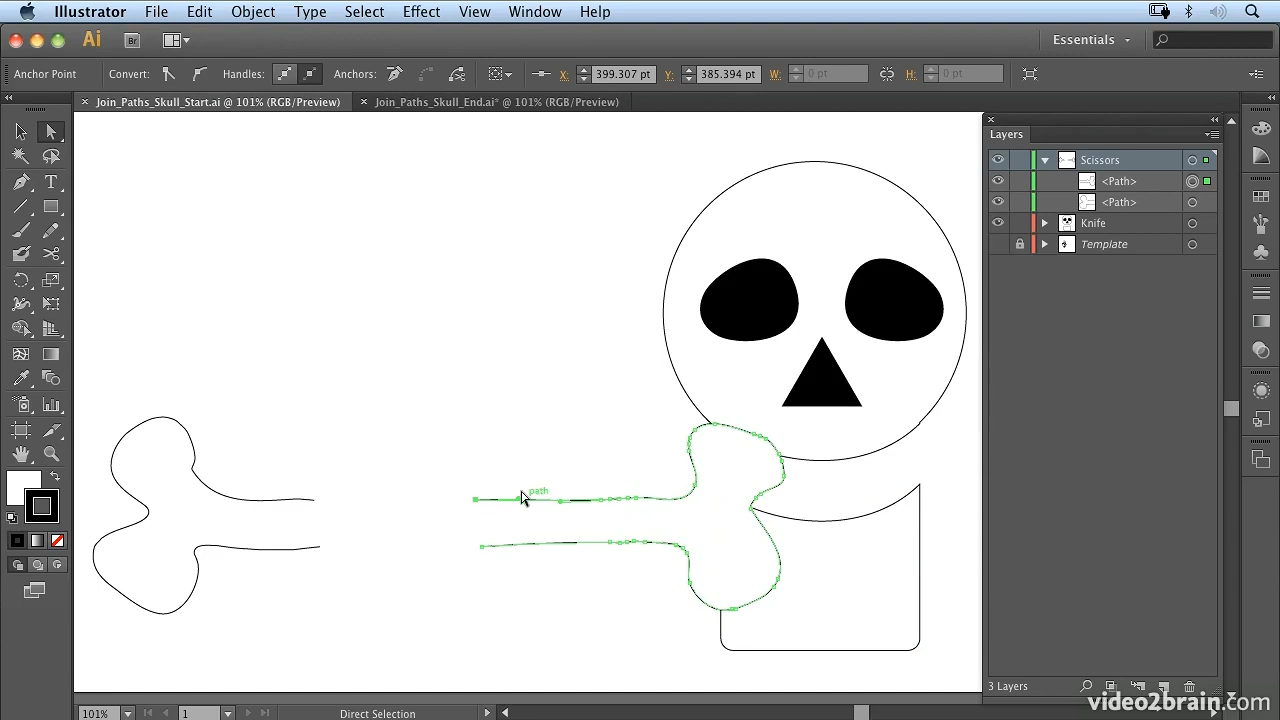 Illustrator File Edit Object Type Select Effect View Window Help
Ai Br Essentials
Anchor Point Convert: Handles: Anchors: X: 399.307 pt Y: 385.394 pt W: 0 pt H: 0 pt
× Join_Paths_Skull_Start.ai @ 101% (RGB/Preview) × Join_Paths_Skull_End.ai* @ 101% (RGB/Preview)
Layers
Scissors
<Path>
<Path>
Knife
Template
path
3 Layers
video2brain.com
101% 1 Direct Selection